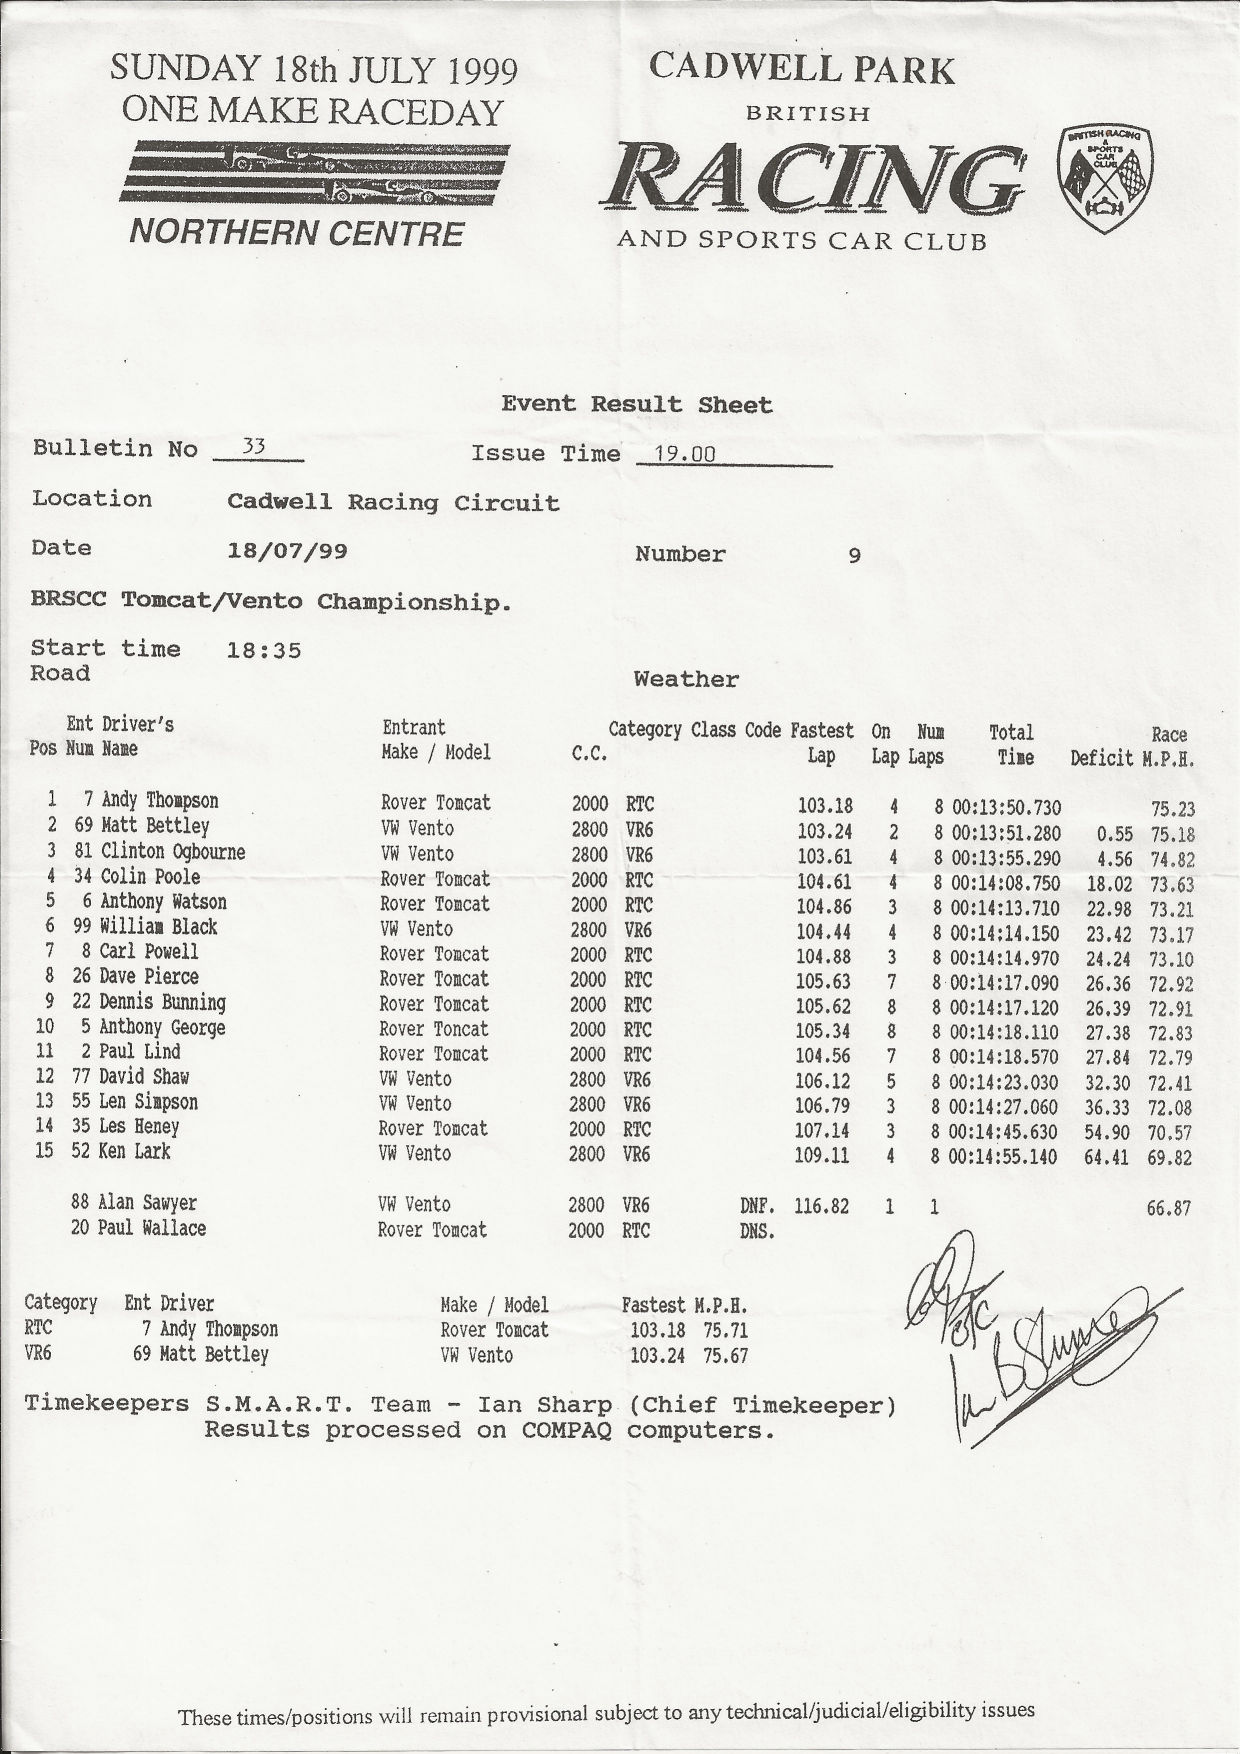 SUNDAY 18th JULY 1999
ONE MAKE RACEDAY
NORTHERN CENTRE
CADWELL PARK
BRITISH
RACING
AND SPORTS CAR CLUB
BRITISH RACING
&
SPORTS
CAR
CLUB
Event Result Sheet
Bulletin No 33 Issue Time 19.00
Location Cadwell Racing Circuit
Date 18/07/99 Number 9
BRSCC Tomcat/Vento Championship.
Start time 18:35
Road Weather
Ent Driver's Entrant Category Class Code Fastest On Num Total Race
Pos Num Name Make / Model C.C. Lap Lap Laps Time Deficit M.P.H.
1 7 Andy Thompson Rover Tomcat 2000 RTC 103.18 4 8 00:13:50.730 75.23
2 69 Matt Bettley VW Vento 2800 VR6 103.24 2 8 00:13:51.280 0.55 75.18
3 81 Clinton Ogbourne VW Vento 2800 VR6 103.61 4 8 00:13:55.290 4.56 74.82
4 34 Colin Poole Rover Tomcat 2000 RTC 104.61 4 8 00:14:08.750 18.02 73.63
5 6 Anthony Watson Rover Tomcat 2000 RTC 104.86 3 8 00:14:13.710 22.98 73.21
6 99 William Black VW Vento 2800 VR6 104.44 4 8 00:14:14.150 23.42 73.17
7 8 Carl Powell Rover Tomcat 2000 RTC 104.88 3 8 00:14:14.970 24.24 73.10
8 26 Dave Pierce Rover Tomcat 2000 RTC 105.63 7 8 00:14:17.090 26.36 72.92
9 22 Dennis Bunning Rover Tomcat 2000 RTC 105.62 8 8 00:14:17.120 26.39 72.91
10 5 Anthony George Rover Toncat 2000 RTC 105.34 8 8 00:14:18.110 27.38 72.83
11 2 Paul Lind Rover Tomcat 2000 RTC 104.56 7 8 00:14:18.570 27.84 72.79
12 77 David Shaw VW Vento 2800 VR6 106.12 5 8 00:14:23.030 32.30 72.41
13 55 Len Simpson VW Vento 2800 VR6 106.79 3 8 00:14:27.060 36.33 72.08
14 35 Les Heney Rover Tomcat 2000 RTC 107.14 3 8 00:14:45.630 54.90 70.57
15 52 Ken Lark VW Vento 2800 VR6 109.11 4 8 00:14:55.140 64.41 69.82
88 Alan Sawyer VW Vento 2800 VR6 DNF. 116.82 1 1 66.87
20 Paul Wallace Rover Tomcat 2000 RTC DNS.
Category Ent Driver Make / Model Fastest M.P.H.
RTC 7 Andy Thompson Rover Tomcat 103.18 75.71
VR6 69 Matt Bettley VW Vento 103.24 75.67
Timekeepers S.M.A.R.T. Team - Ian Sharp (Chief Timekeeper)
Results processed on COMPAQ computers.
These times/positions will remain provisional subject to any technical/judicial/eligibility issues